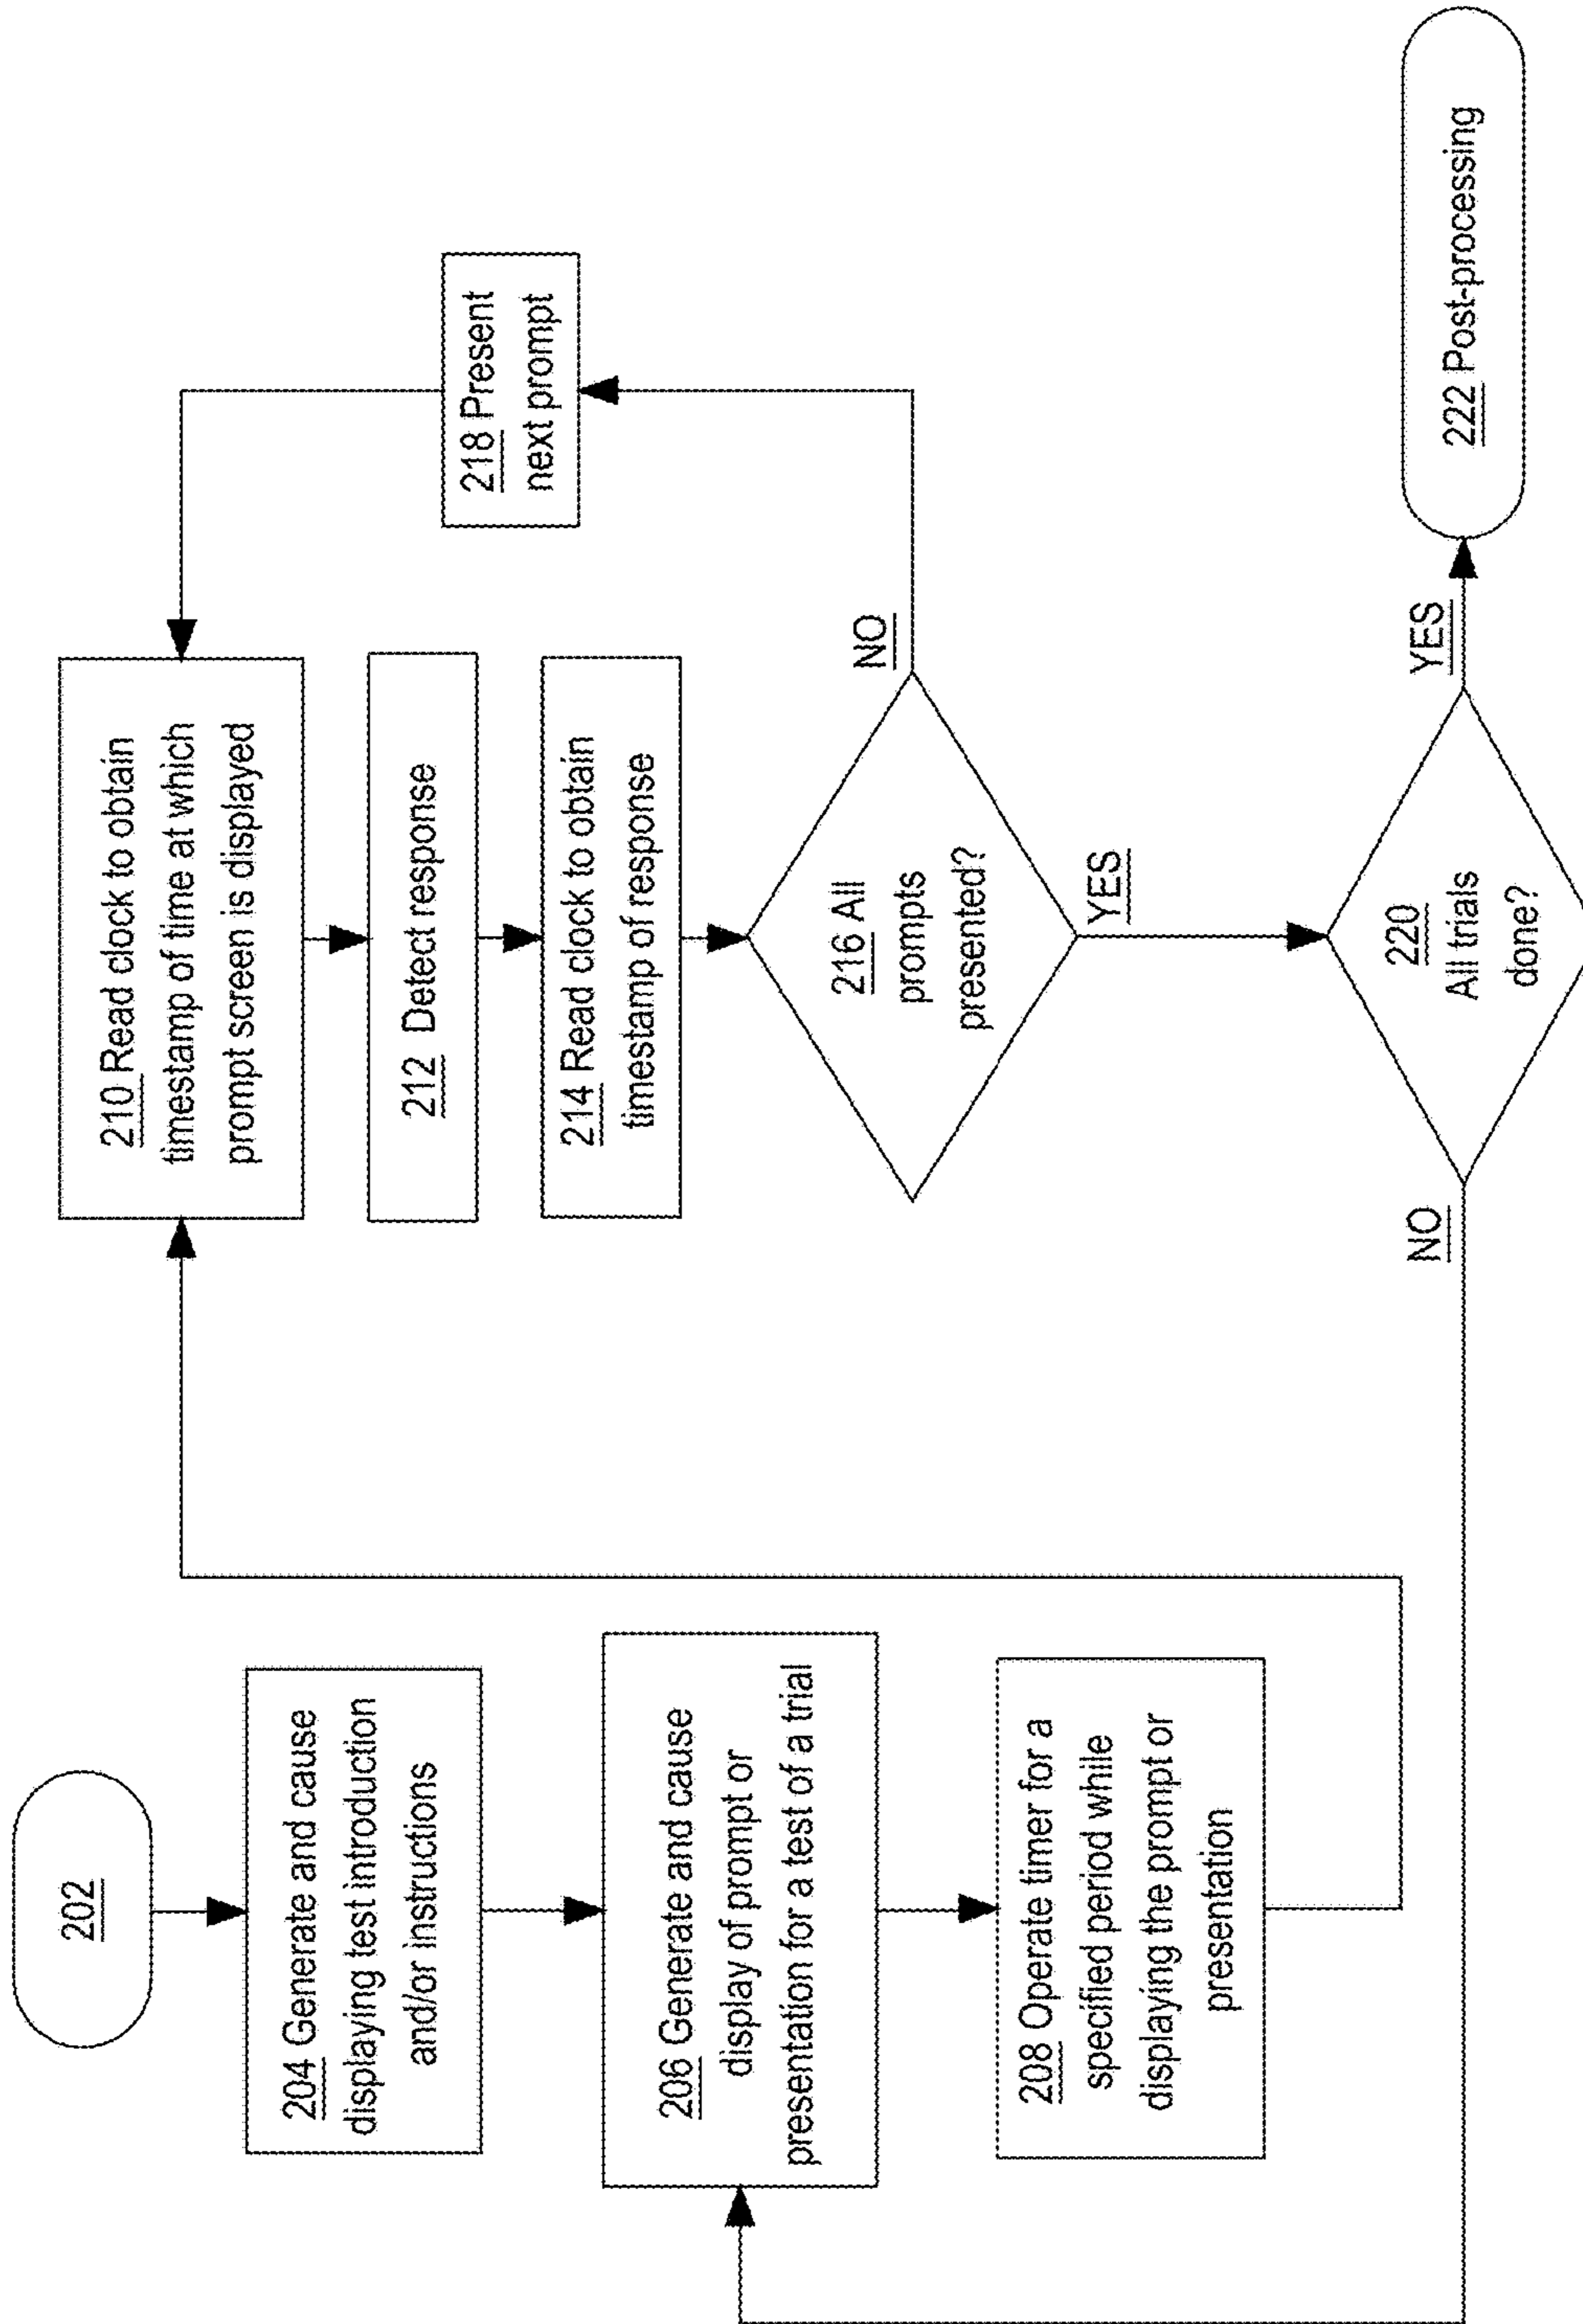 202
204 Generate and cause
displaying test introduction
and/or instructions
206 Generate and cause
display of prompt or
presentation for a test of a trial
208 Operate timer for a
specified period while
displaying the prompt or
presentation
210 Read clock to obtain
timestamp of time at which
prompt screen is displayed
212 Detect response
214 Read clock to obtain
timestamp of response
216 All
prompts
presented?
NO
218 Present
next prompt
YES
220
All trials
done?
NO
YES
222 Post-processing